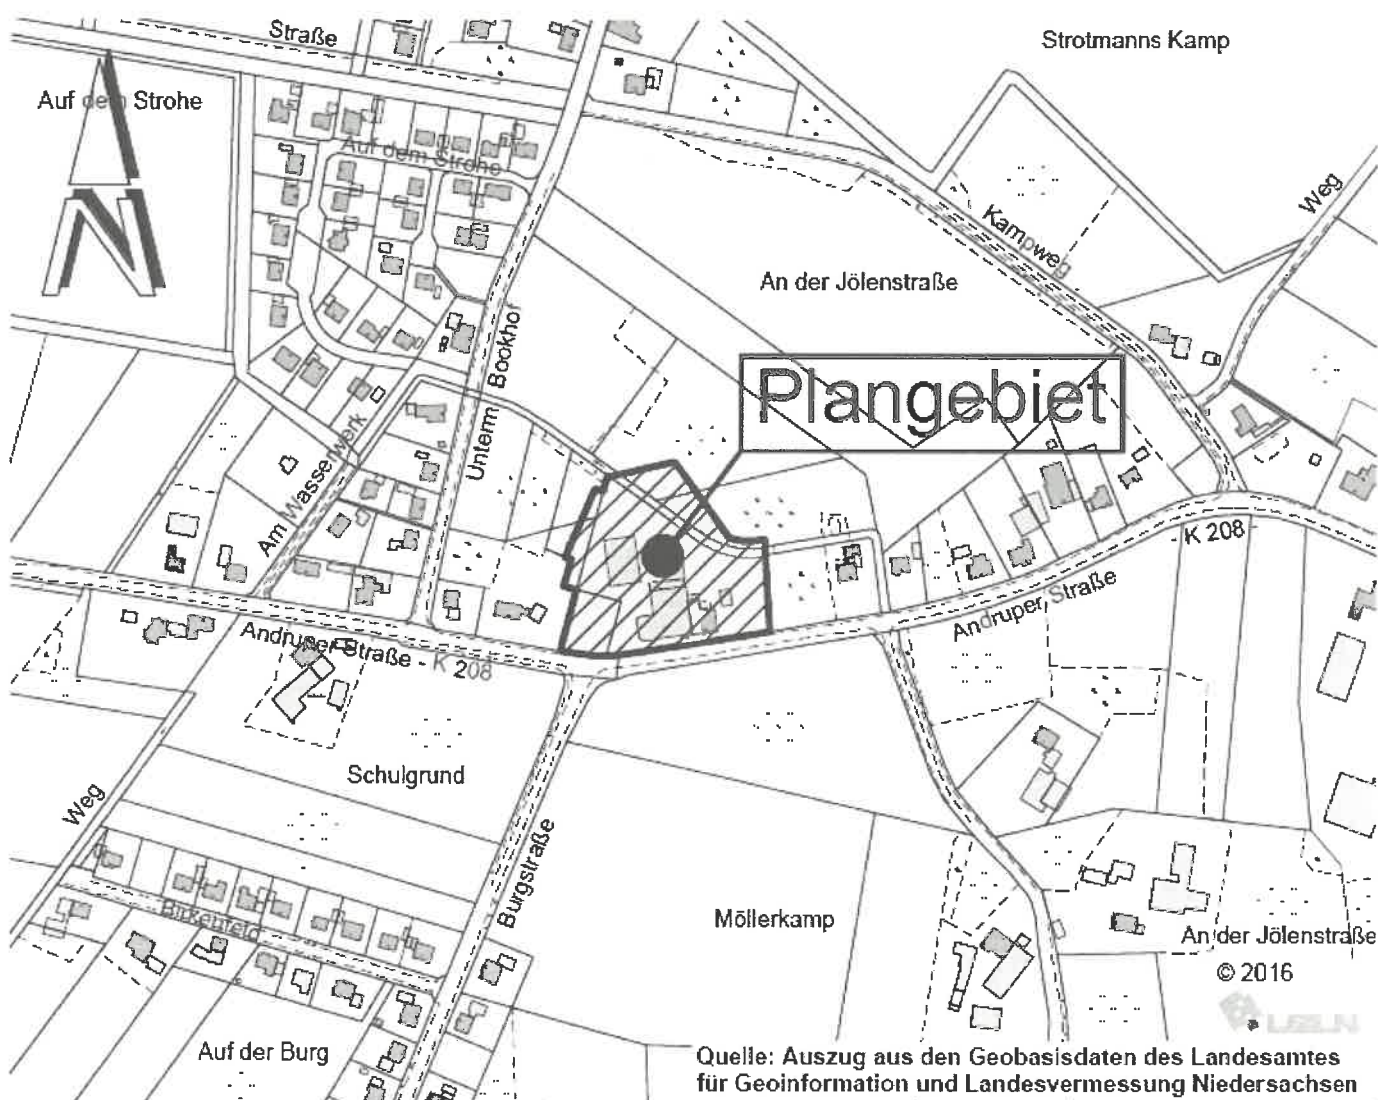 Straße
Strotmanns Kamp
Auf dem Strohe
Auf dem Strohe
N
Weg
Kampweg
An der Jölenstraße
Unterm Bookhof
Plangebiet
Am Wasserwerk
K 208
Andruper Straße
Andruper Straße - K 208
Schulgrund
Weg
Burgstraße
Birkenfeld
Möllerkamp
An der Jölenstraße
© 2016
LGLN
Auf der Burg
Quelle: Auszug aus den Geobasisdaten des Landesamtes
für Geoinformation und Landesvermessung Niedersachsen